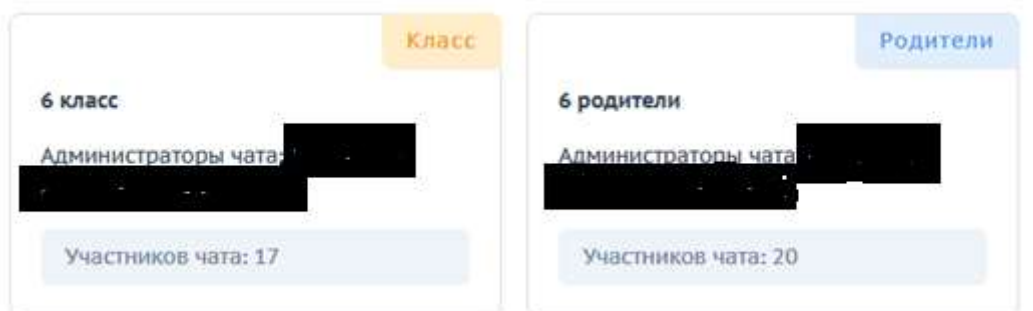 Класс
6 класс
Администраторы чата:
Участников чата: 17
Родители
6 родители
Администраторы чата
Участников чата: 20